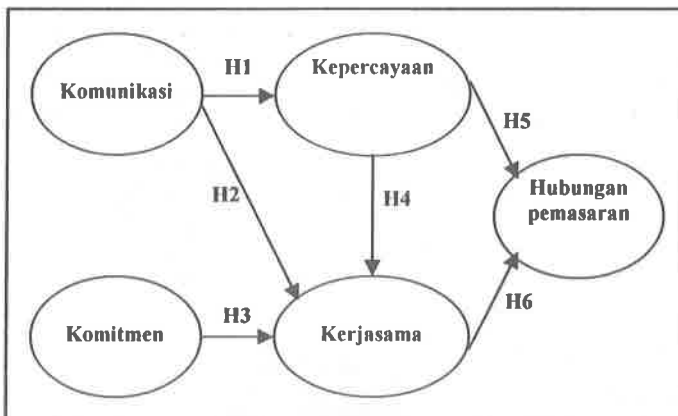 H1
Kepercayaan
Komunikasi
H5
H2
H4
Hubungan
pemasaran
H3
H6
Komitmen
Kerjasama